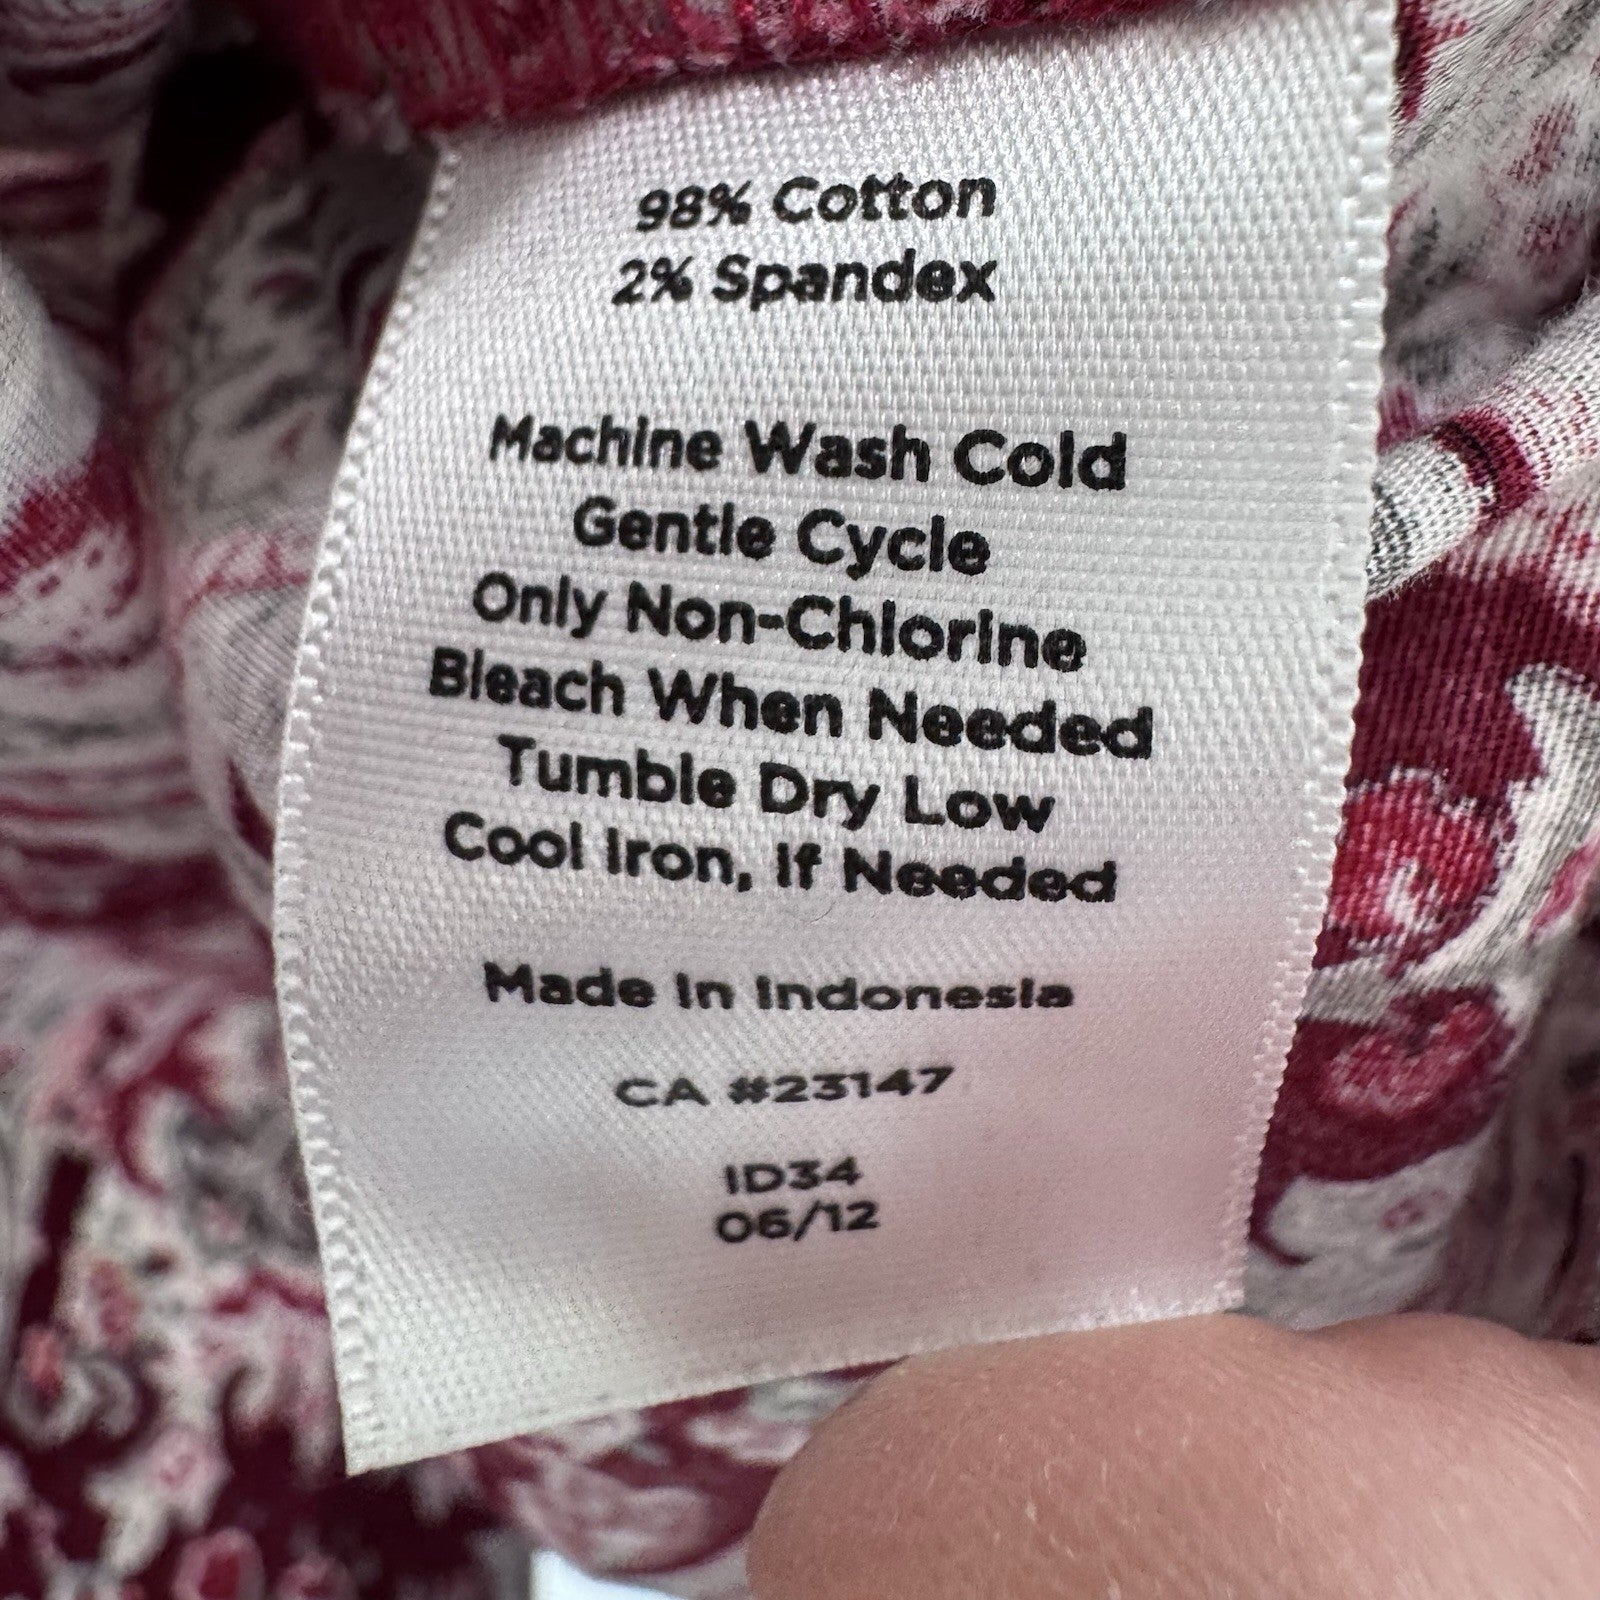 98% Cotton
2% Spandex
Machine Wash Cold
Gentle Cycle
Only Non-Chlorine
Bleach When Needed
Tumble Dry Low
Cool Iron, If Needed
Made In Indonesia
CA #23147
ID34
06/12